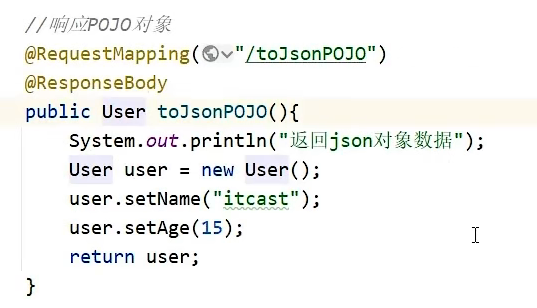 //响应POJO对象
@RequestMapping("/toJsonPOJO")
@ResponseBody
public User toJsonPOJO(){
System.out.println("返回json对象数据");
User user = new User();
user.setName("itcast");
user.setAge(15);
return user;
}